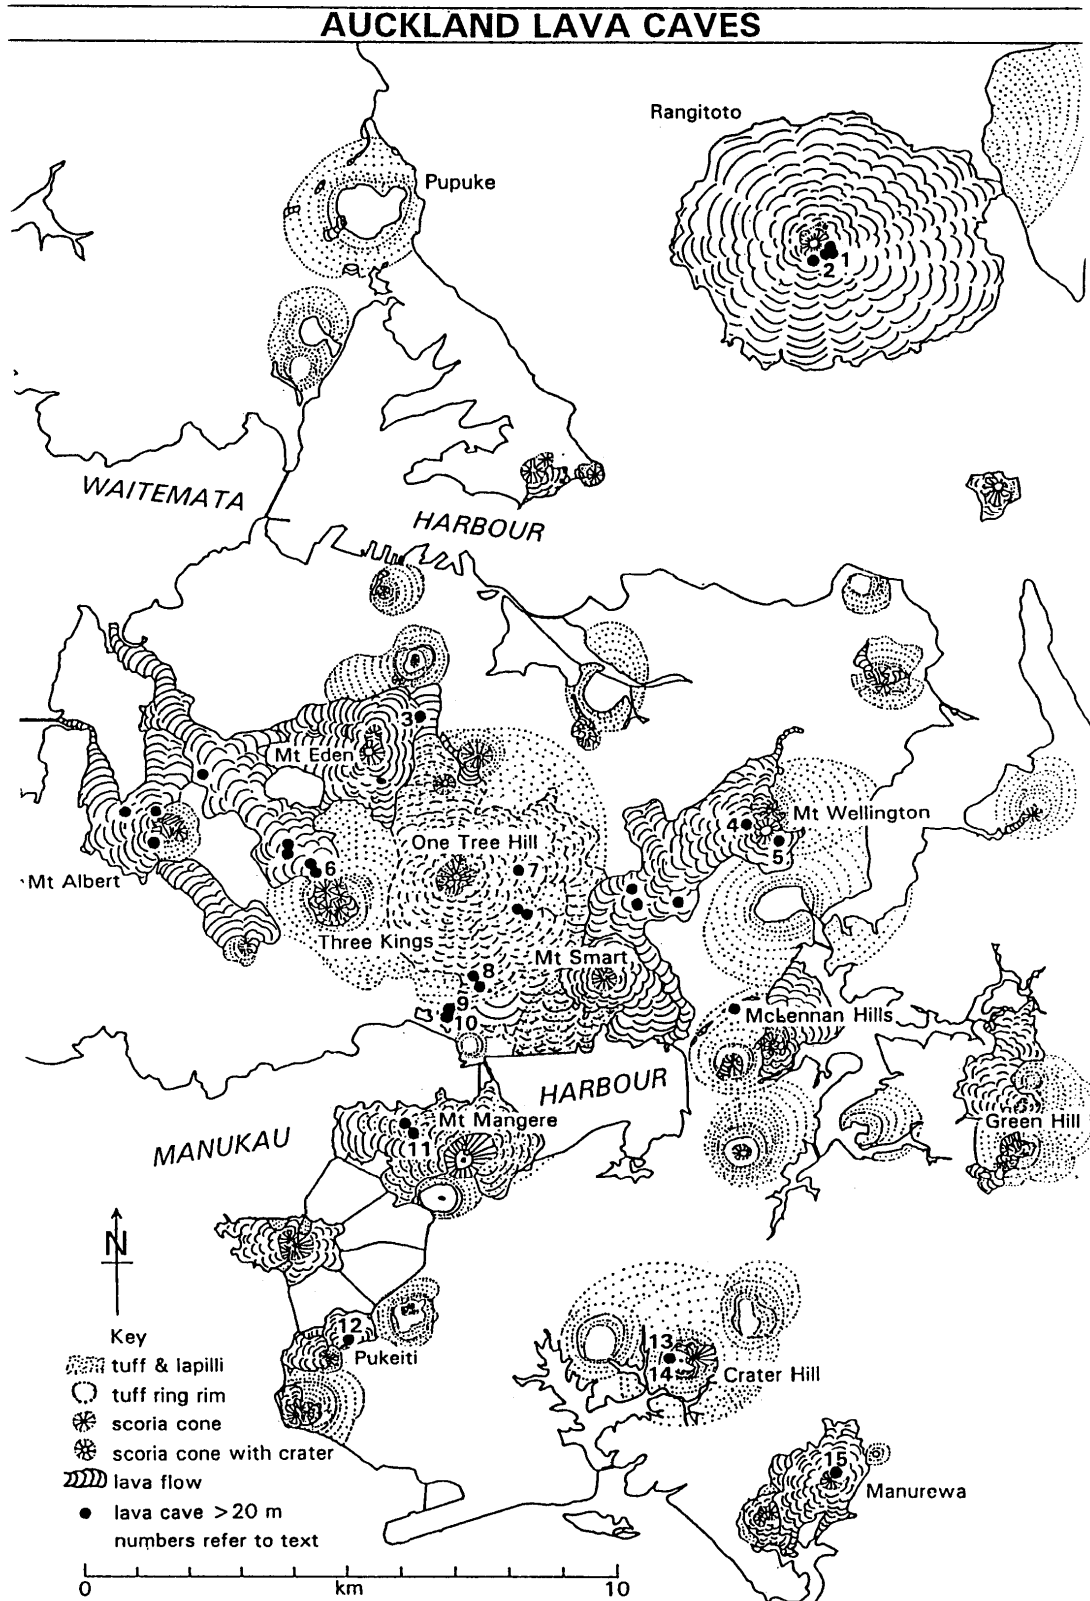 AUCKLAND LAVA CAVES
Rangitoto
Pupuke
1
2
WAITEMATA
HARBOUR
3
Mt Eden
Mt Wellington
4
One Tree Hill
5
6
7
Mt Albert
Three Kings
Mt Smart
8
9
10
McLennan Hills
HARBOUR
MANUKAU
Mt Mangere
11
Green Hill
N
12
Pukeiti
13
14
Crater Hill
15
Manurewa
Key
tuff & lapilli
tuff ring rim
scoria cone
scoria cone with crater
lava flow
lava cave >20 m
numbers refer to text
0 km 10